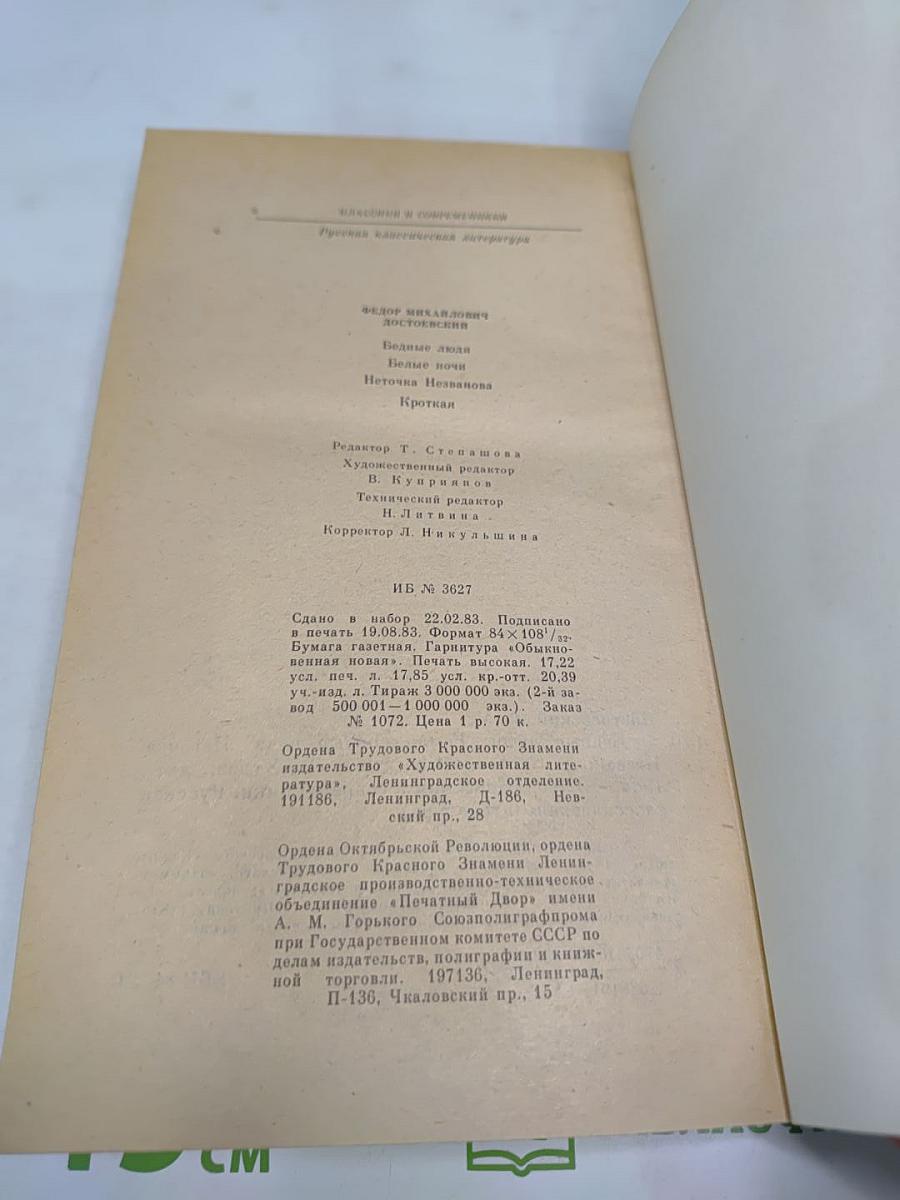 КЛАССИКИ И СОВРЕМЕННИКИ
Русская классическая литература
ФЕДОР МИХАЙЛОВИЧ
ДОСТОЕВСКИЙ
Бедные люди
Белые ночи
Неточка Незванова
Кроткая
Редактор Т. Степашова
Художественный редактор
В. Куприянов
Технический редактор
Н. Литвина.
Корректор Л. Никульшина
ИБ № 3627
Сдано в набор 22.02.83. Подписано
в печать 19.08.83. Формат 84×108¹/₃₂.
Бумага газетная. Гарнитура «Обыкно-
венная новая». Печать высокая. 17,22
усл. печ. л. 17,85 усл. кр.-отт. 20,39
уч.-изд. л. Тираж 3 000 000 экз. (2-й за-
вод 500 001—1 000 000 экз.). Заказ
№ 1072. Цена 1 р. 70 к.
Ордена Трудового Красного Знамени
издательство «Художественная лите-
ратура», Ленинградское отделение.
191186, Ленинград, Д-186, Нев-
ский пр., 28
Ордена Октябрьской Революции, ордена
Трудового Красного Знамени Ленин-
градское производственно-техническое
объединение «Печатный Двор» имени
А. М. Горького Союзполиграфпрома
при Государственном комитете СССР по
делам издательств, полиграфии и книж-
ной торговли. 197136, Ленинград,
П-136, Чкаловский пр., 15
см